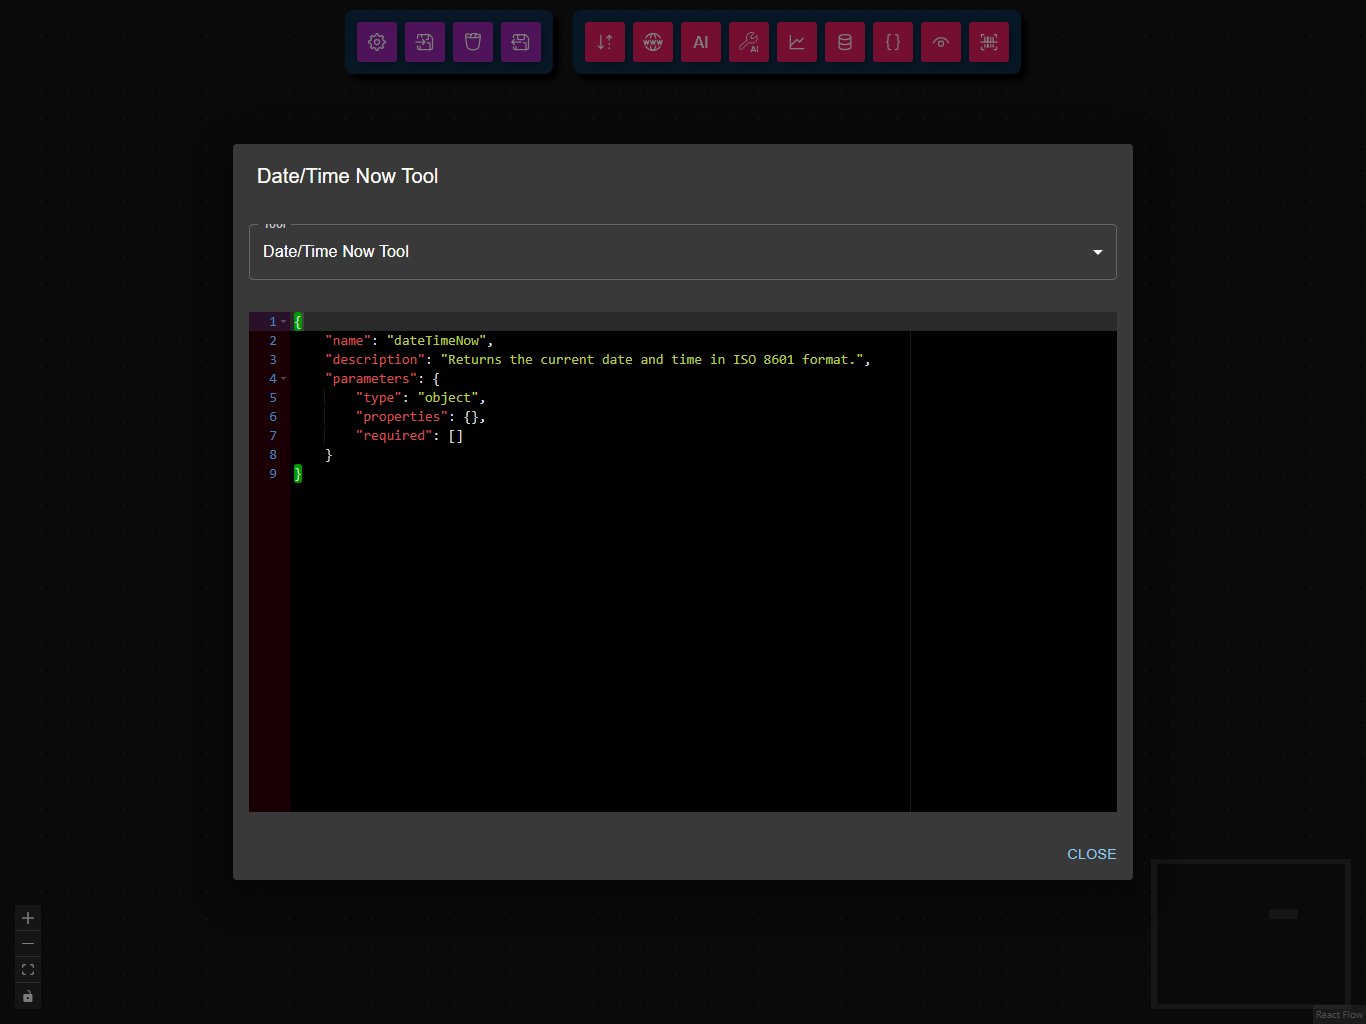 WWW
AI
AI
Date/Time Now Tool
Tool
Date/Time Now Tool
1 {
2 "name": "dateTimeNow",
3 "description": "Returns the current date and time in ISO 8601 format.",
4 "parameters": {
5 "type": "object",
6 "properties": {},
7 "required": []
8 }
9 }
CLOSE
React Flow